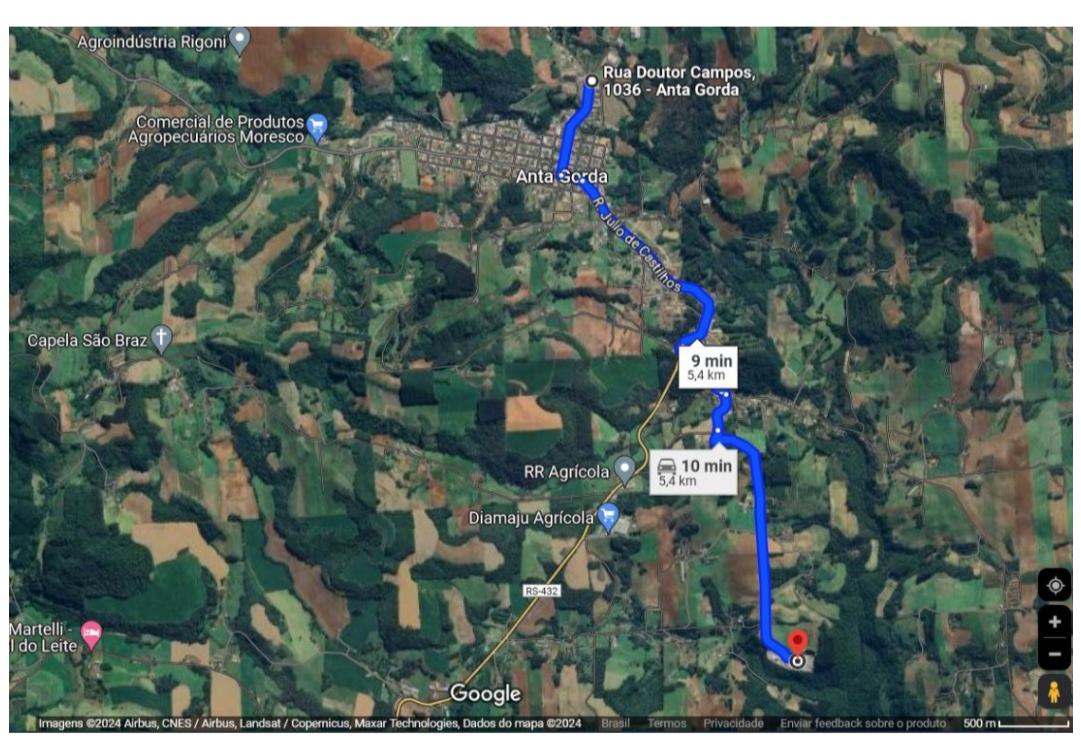 Agroindústria Rigoni
Rua Doutor Campos,
1036 - Anta Gorda
Comercial de Produtos
Agropecuários Moresco
Anta Gorda
R. Júlio de Castilhos
Capela São Braz
9 min
5,4 km
10 min
5,4 km
RR Agrícola
Diamaju Agrícola
RS-432
Martelli -
l do Leite
Google
Imagens ©2024 Airbus, CNES / Airbus, Landsat / Copernicus, Maxar Technologies, Dados do mapa ©2024 Brasil Termos Privacidade Enviar feedback sobre o produto 500 m